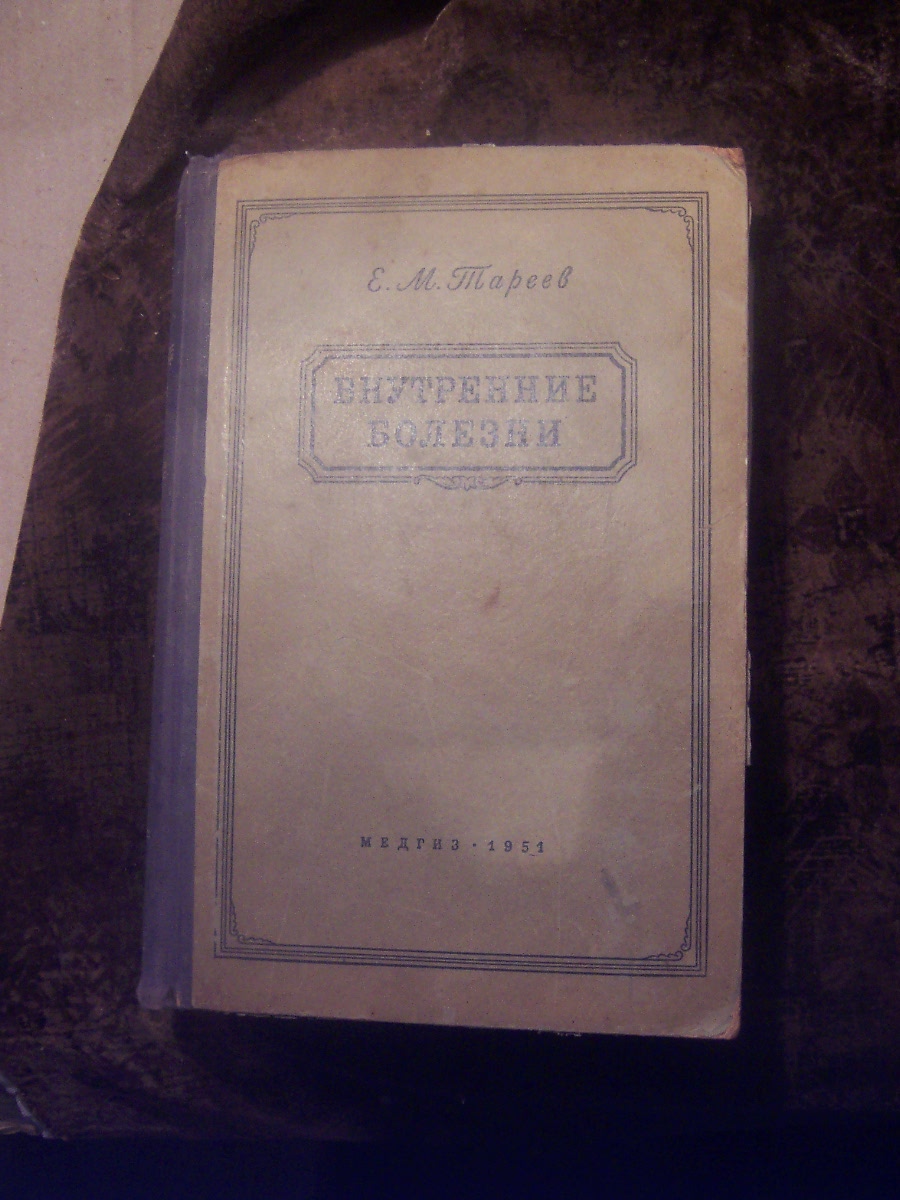 Е. М. Тареев
ВНУТРЕННИЕ
БОЛЕЗНИ
МЕДГИЗ · 1951